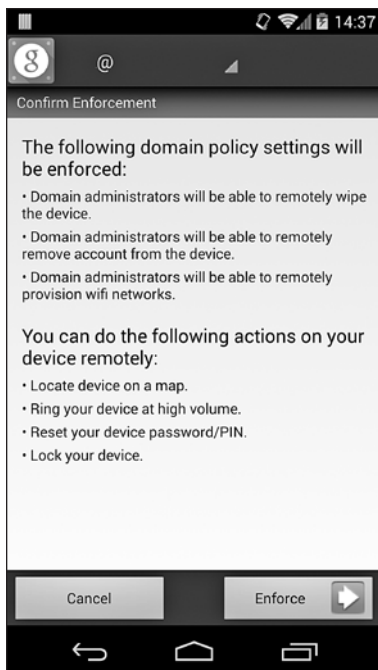 14:37
g
@
Confirm Enforcement
The following domain policy settings will
be enforced:
• Domain administrators will be able to remotely wipe
the device.
• Domain administrators will be able to remotely
remove account from the device.
• Domain administrators will be able to remotely
provision wifi networks.
You can do the following actions on your
device remotely:
• Locate device on a map.
• Ring your device at high volume.
• Reset your device password/PIN.
• Lock your device.
Cancel
Enforce